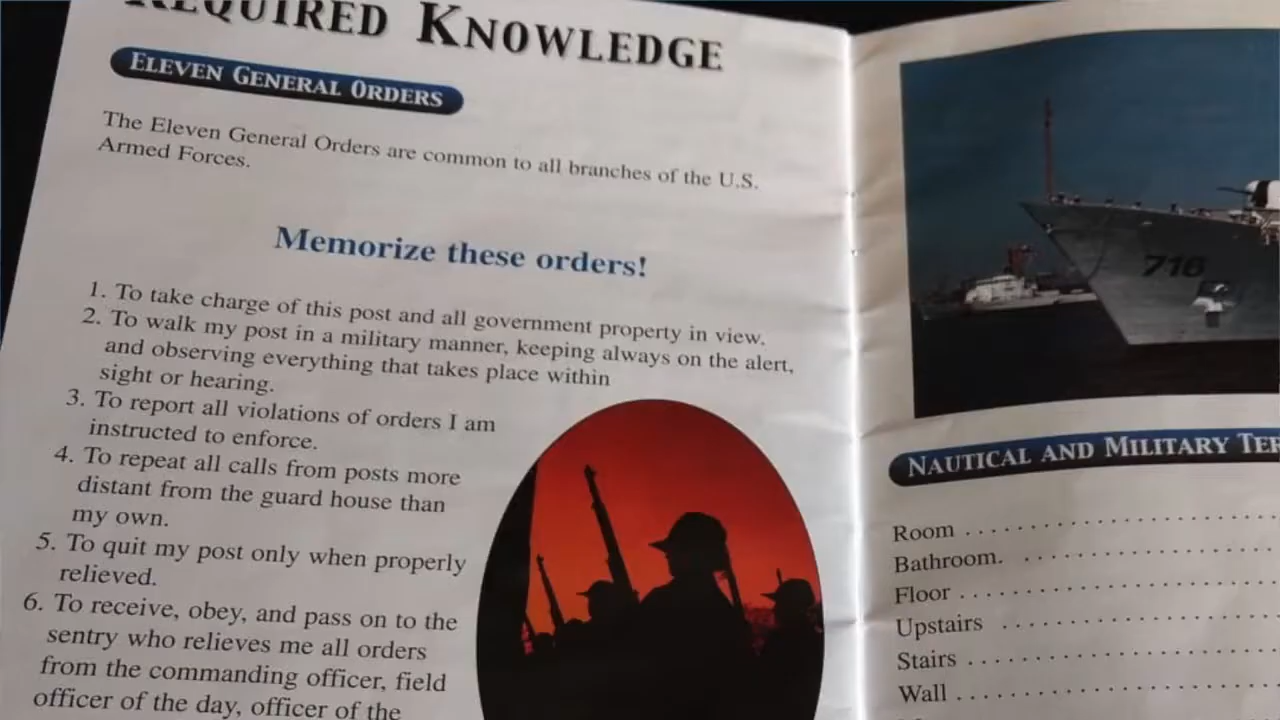 REQUIRED KNOWLEDGE
ELEVEN GENERAL ORDERS
The Eleven General Orders are common to all branches of the U.S.
Armed Forces.
Memorize these orders!
1. To take charge of this post and all government property in view.
2. To walk my post in a military manner, keeping always on the alert,
and observing everything that takes place within
sight or hearing.
3. To report all violations of orders I am
instructed to enforce.
4. To repeat all calls from posts more
distant from the guard house than
my own.
5. To quit my post only when properly
relieved.
6. To receive, obey, and pass on to the
sentry who relieves me all orders
from the commanding officer, field
officer of the day, officer of the
716
NAUTICAL AND MILITARY TER
Room . . . . . . . . . . . . . . . . . . . . . . . .
Bathroom. . . . . . . . . . . . . . . . . . . . .
Floor . . . . . . . . . . . . . . . . . . . . . . . .
Upstairs . . . . . . . . . . . . . . . . . . . . .
Stairs . . . . . . . . . . . . . . . . . . . . . . . .
Wall . . . . . . . . . . . . . . . . . . . . . . . .